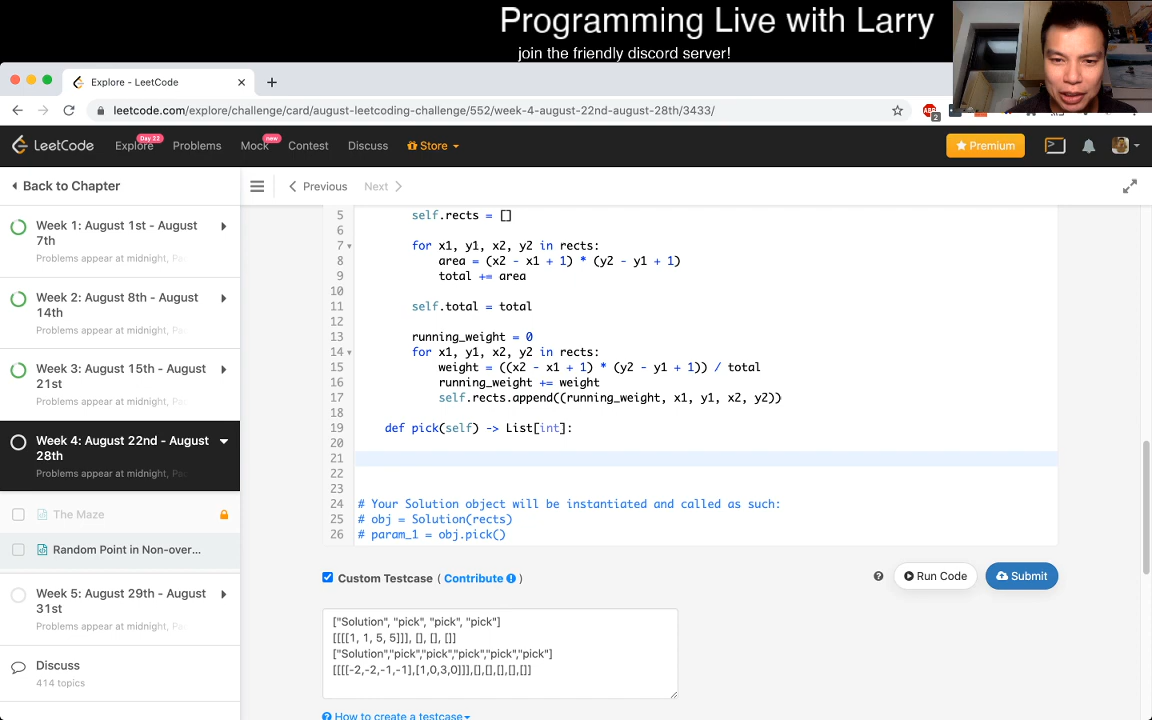 Programming Live with Larry
join the friendly discord server!
Explore - LeetCode
leetcode.com/explore/challenge/card/august-leetcoding-challenge/552/week-4-august-22nd-august-28th/3433/
ABP
2
LeetCode
Explore
Day 22
Problems
Mock
new
Contest
Discuss
Store
Premium
Back to Chapter
Previous
Next
Week 1: August 1st - August
7th
Problems appear at midnight,
Week 2: August 8th - August
14th
Problems appear at midnight,
Week 3: August 15th - August
21st
Problems appear at midnight,
Week 4: August 22nd - August
28th
Problems appear at midnight,
The Maze
Random Point in Non-over...
Week 5: August 29th - August
31st
Problems appear at midnight,
Discuss
414 topics
5 self.rects = []
6
7 for x1, y1, x2, y2 in rects:
8 area = (x2 - x1 + 1) * (y2 - y1 + 1)
9 total += area
10
11 self.total = total
12
13 running_weight = 0
14 for x1, y1, x2, y2 in rects:
15 weight = ((x2 - x1 + 1) * (y2 - y1 + 1)) / total
16 running_weight += weight
17 self.rects.append((running_weight, x1, y1, x2, y2))
18
19 def pick(self) -> List[int]:
20
21
22
23
24 # Your Solution object will be instantiated and called as such:
25 # obj = Solution(rects)
26 # param_1 = obj.pick()
Custom Testcase ( Contribute )
Run Code
Submit
["Solution", "pick", "pick", "pick"]
[[[[1, 1, 5, 5]]], [], [], []]
["Solution","pick","pick","pick","pick","pick"]
[[[[-2,-2,-1,-1],[1,0,3,0]]],[],[],[],[],[]]
How to create a testcase